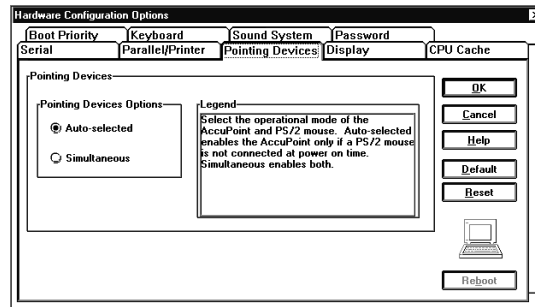 Hardware Configuration Options
Boot Priority Keyboard Sound System Password
Serial Parallel/Printer Pointing Devices Display CPU Cache
Pointing Devices
Pointing Devices Options
Auto-selected
Simultaneous
Legend
Select the operational mode of the
AccuPoint and PS/2 mouse. Auto-selected
enables the AccuPoint only if a PS/2 mouse
is not connected at power on time.
Simultaneous enables both.
OK
Cancel
Help
Default
Reset
Reboot